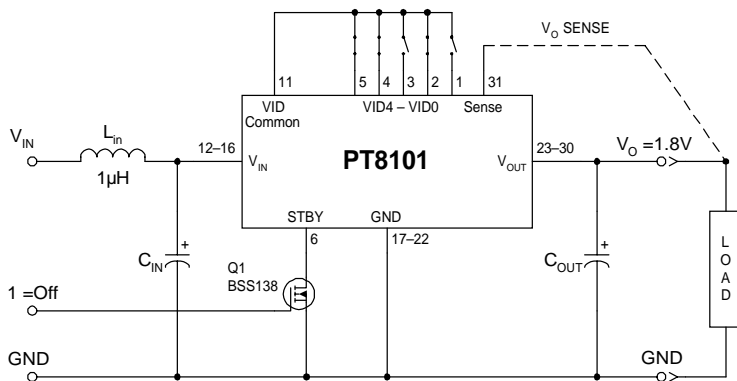 V_O SENSE
11 5 4 3 2 1 31
VID Common
VID4 – VID0
Sense
V_IN
L_in
1µH
12–16
V_IN
PT8101
V_OUT
23–30
V_O =1.8V
STBY
GND
6
17–22
C_IN
+
Q1
BSS138
C_OUT
+
LOAD
1 =Off
GND
GND